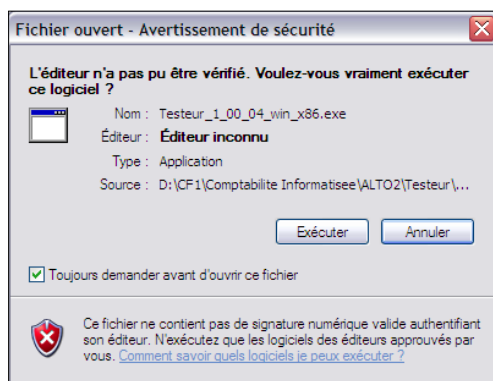 Fichier ouvert - Avertissement de sécurité
L'éditeur n'a pas pu être vérifié. Voulez-vous vraiment exécuter
ce logiciel ?
Nom : Testeur_1_00_04_win_x86.exe
Éditeur : Éditeur inconnu
Type : Application
Source : D:\CF1\Comptabilite Informatisee\ALTO2\Testeur\...
Exécuter Annuler
Toujours demander avant d'ouvrir ce fichier
Ce fichier ne contient pas de signature numérique valide authentifiant
son éditeur. N'exécutez que les logiciels des éditeurs approuvés par
vous. Comment savoir quels logiciels je peux exécuter ?